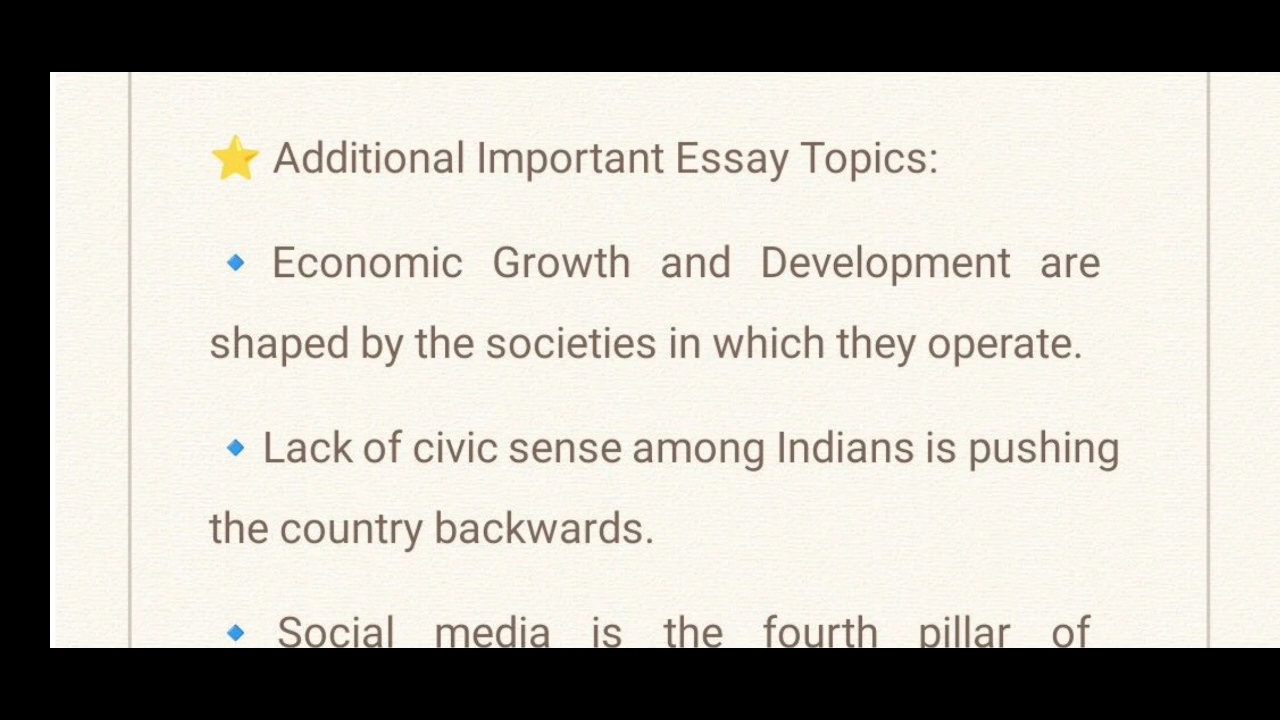 ⭐ Additional Important Essay Topics:
🔹 Economic Growth and Development are
shaped by the societies in which they operate.
🔹 Lack of civic sense among Indians is pushing
the country backwards.
🔹 Social media is the fourth pillar of